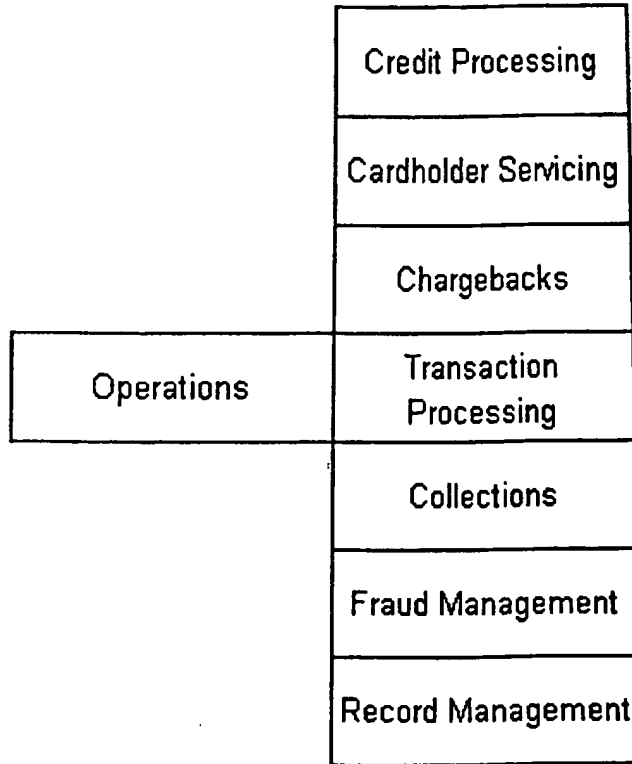 Credit Processing
Cardholder Servicing
Chargebacks
Operations
Transaction
Processing
Collections
Fraud Management
Record Management